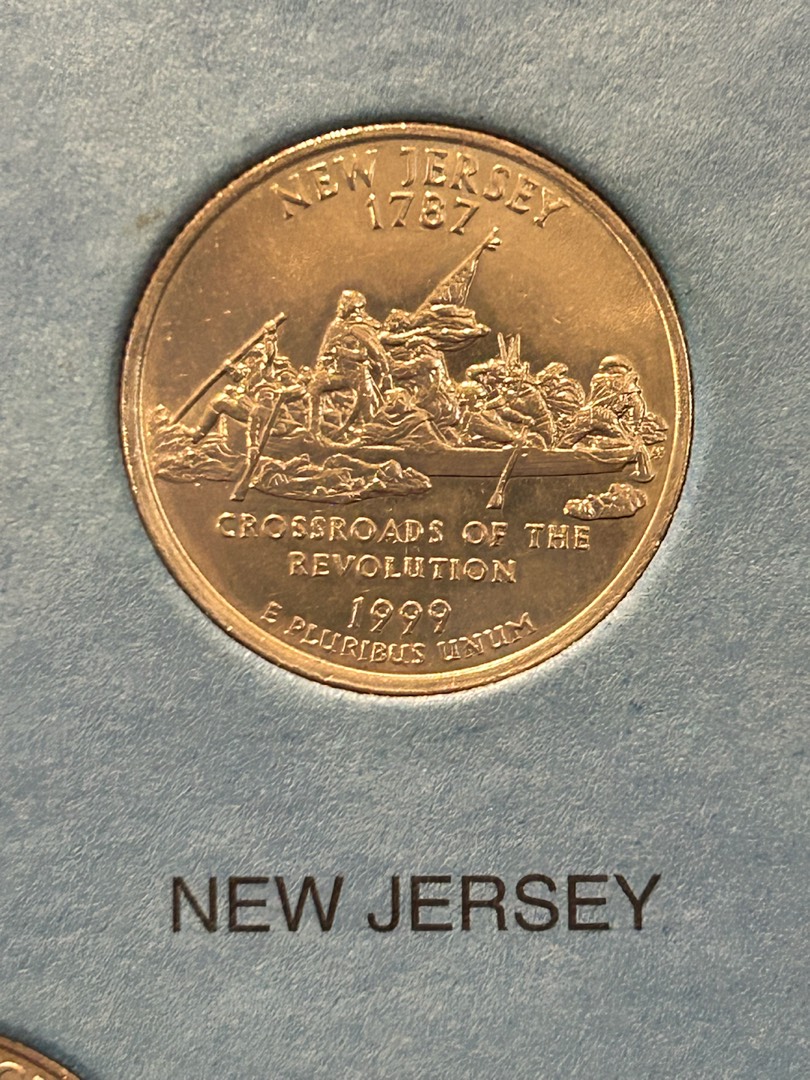 NEW JERSEY
1787
CROSSROADS OF THE
REVOLUTION
1999
E PLURIBUS UNUM
NEW JERSEY